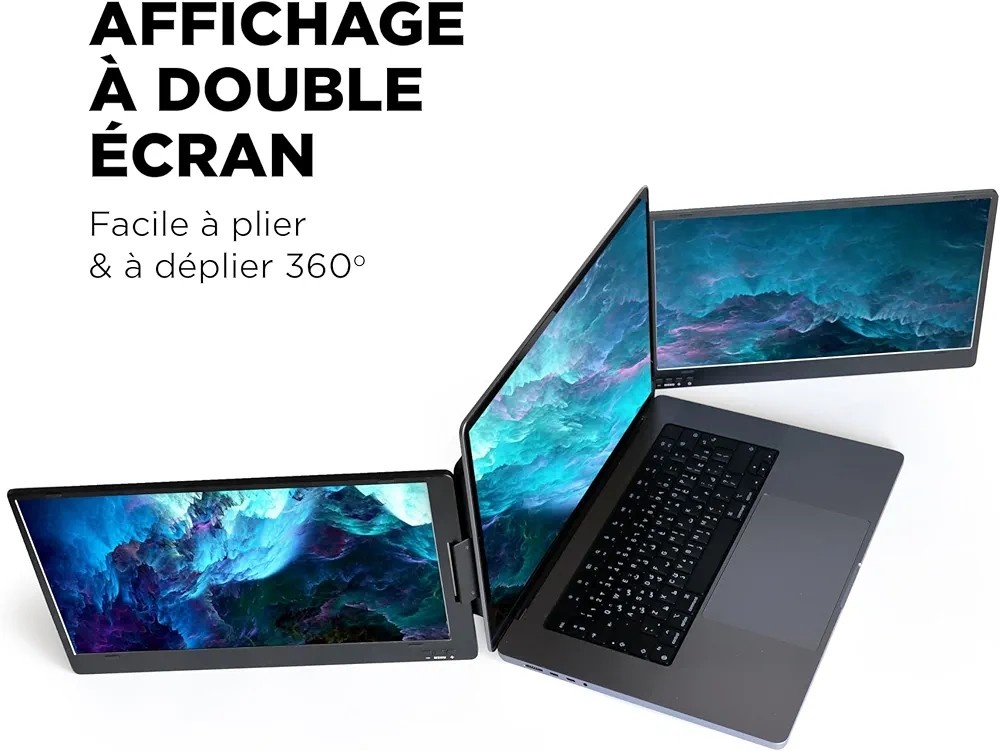 AFFICHAGE
À DOUBLE
ÉCRAN
Facile à plier
& à déplier 360°